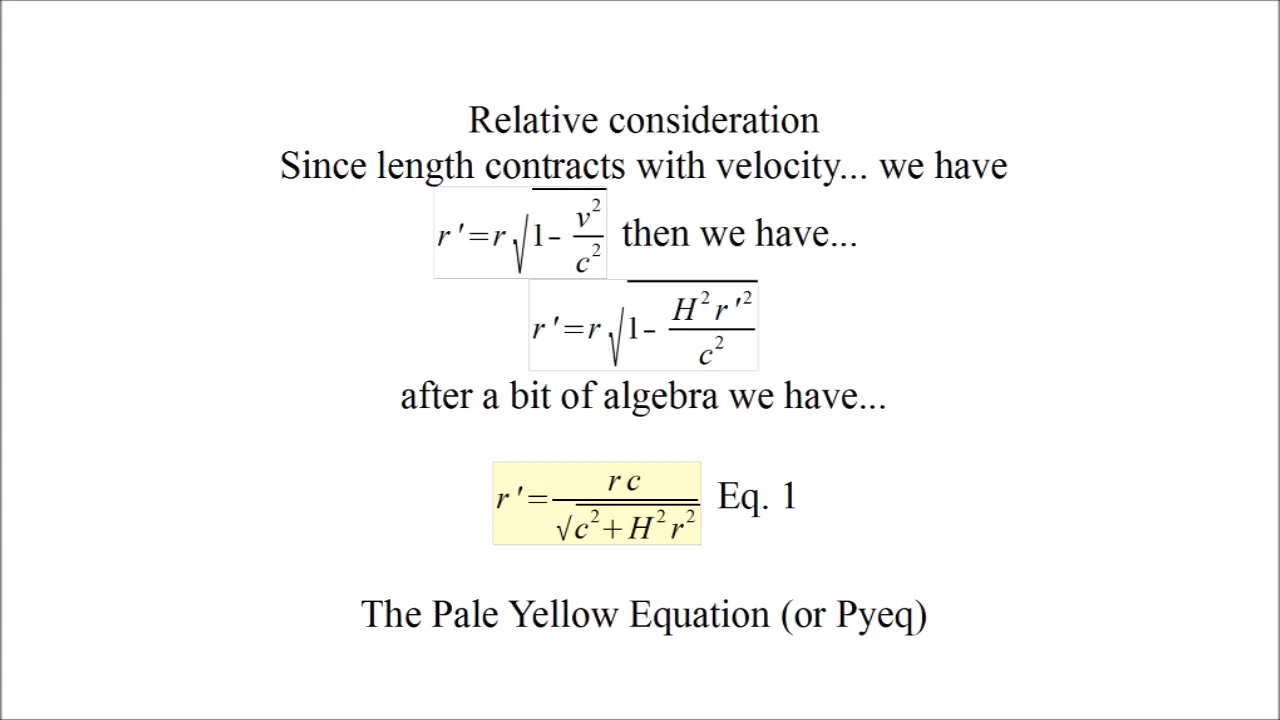 Relative consideration
Since length contracts with velocity... we have
r'=r√1-v²/c² then we have...
r'=r√1-H²r'²/c²
after a bit of algebra we have...
r'=rc/√c²+H²r² Eq. 1
The Pale Yellow Equation (or Pyeq)